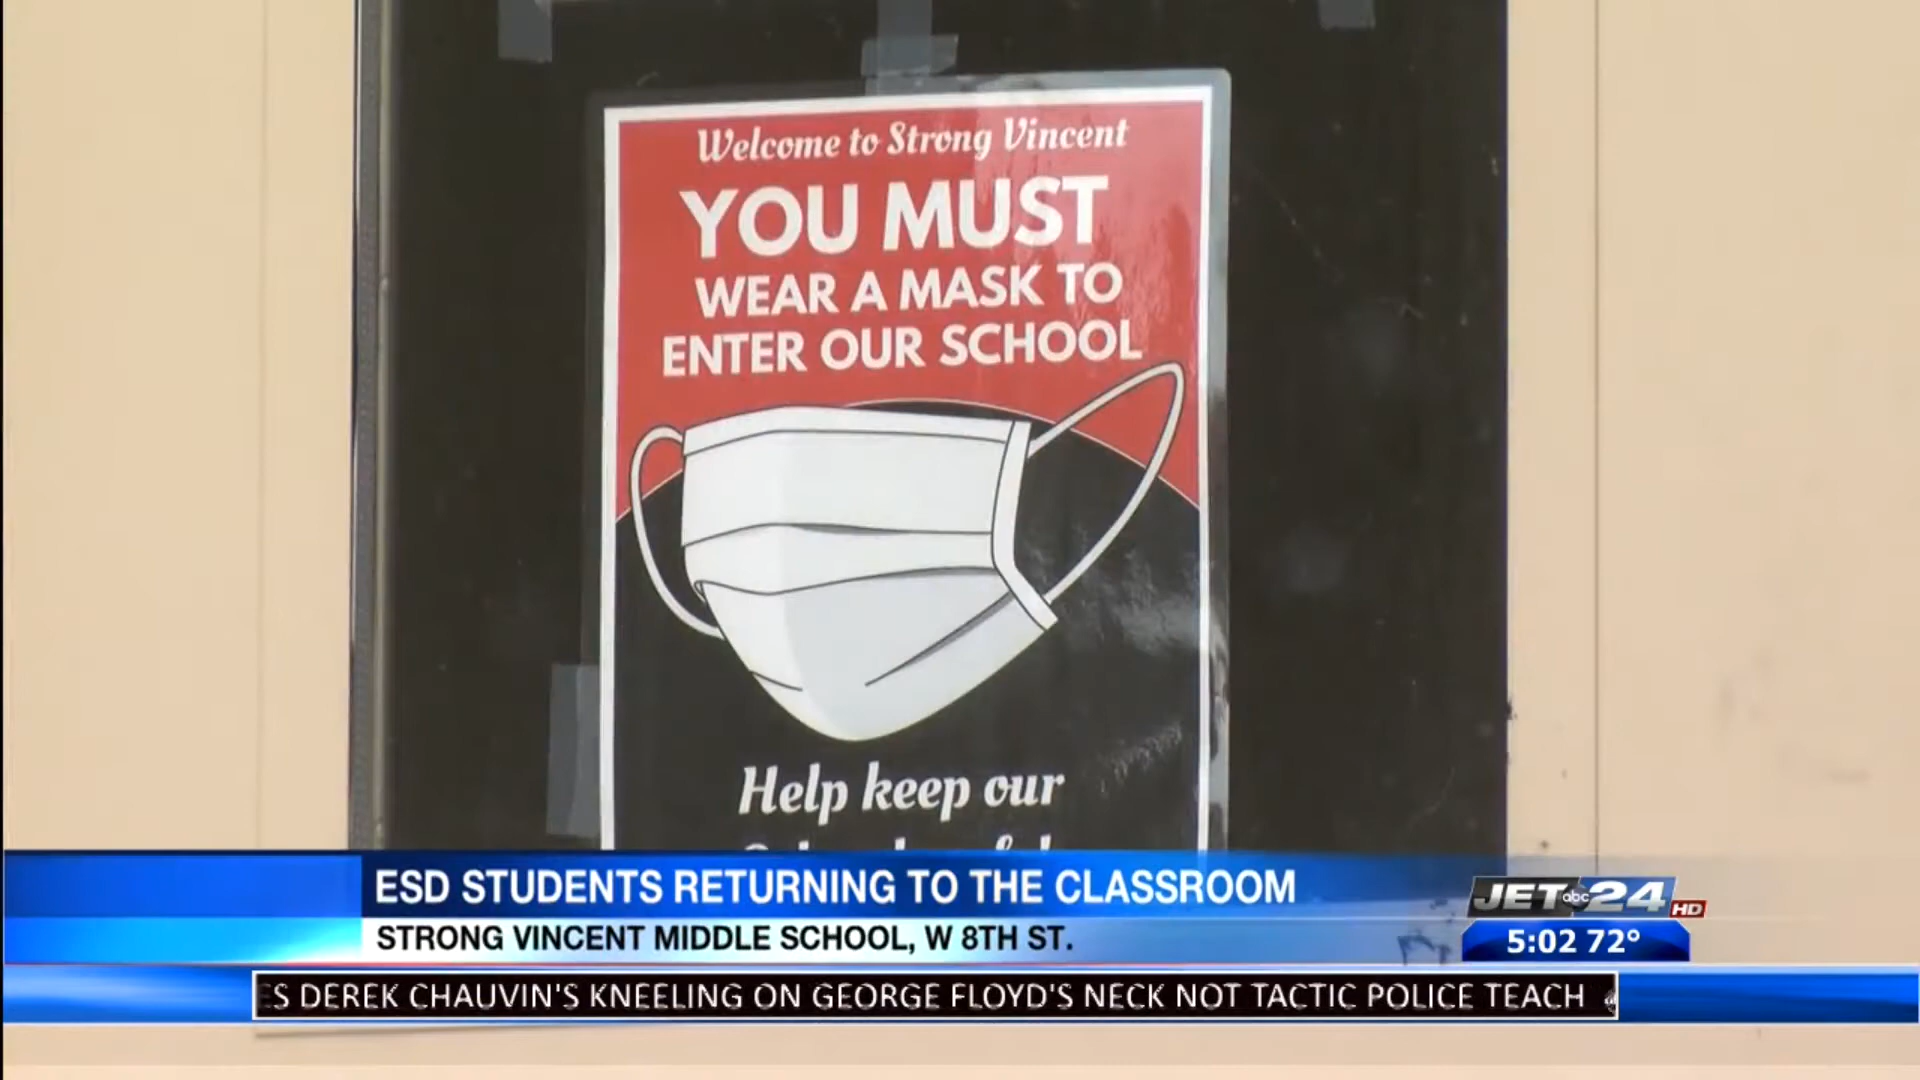 Welcome to Strong Vincent
YOU MUST
WEAR A MASK TO
ENTER OUR SCHOOL
Help keep our
ESD STUDENTS RETURNING TO THE CLASSROOM
STRONG VINCENT MIDDLE SCHOOL, W 8TH ST.
JET abc 24 HD
5:02 72°
S DEREK CHAUVIN'S KNEELING ON GEORGE FLOYD'S NECK NOT TACTIC POLICE TEACH